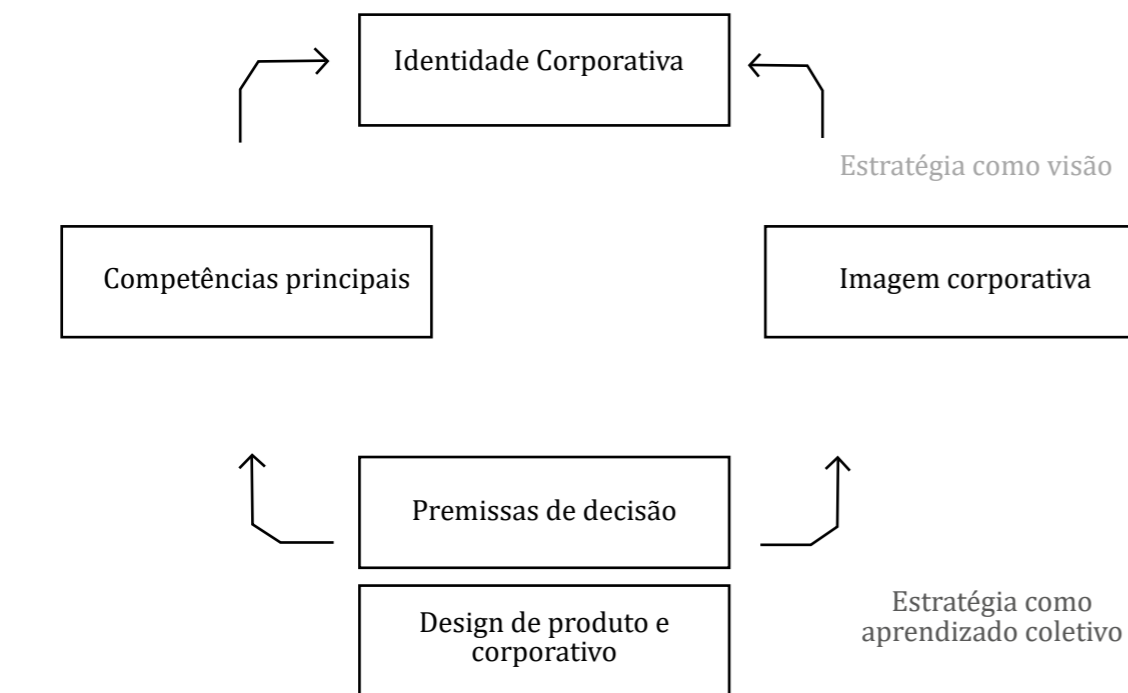 Identidade Corporativa
Estratégia como visão
Competências principais
Imagem corporativa
Premissas de decisão
Design de produto e
corporativo
Estratégia como
aprendizado coletivo